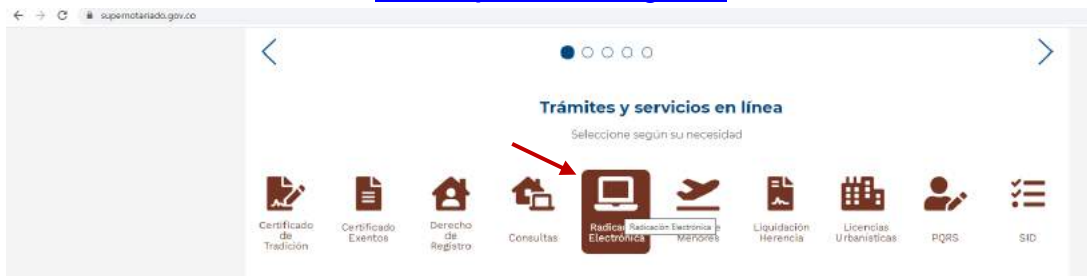 supernotariado.gov.co
Trámites y servicios en línea
Seleccione según su necesidad
Certificado de Tradición
Certificado Exentos
Derecho de Registro
Consultas
Electrónica
Radicación Electrónica
Menores
Liquidación Herencia
Licencias Urbanísticas
PQRS
SID